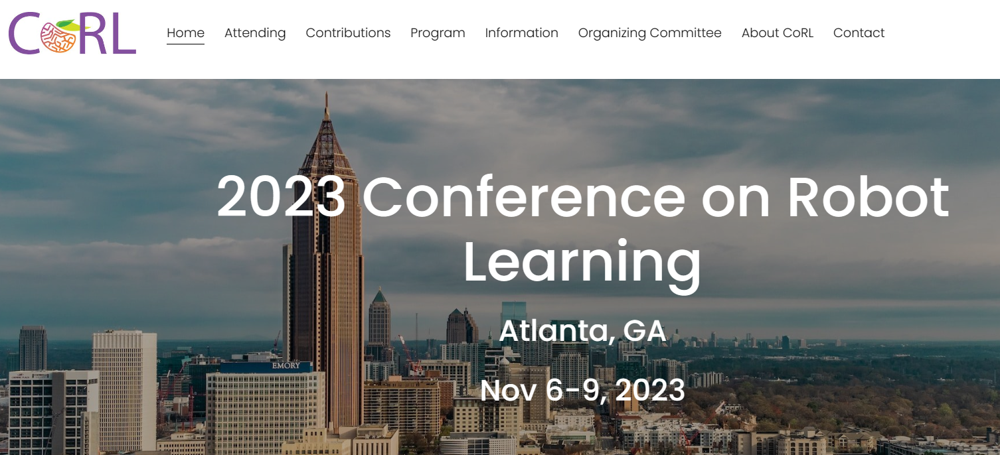 CoRL
Home Attending Contributions Program Information Organizing Committee About CoRL Contact
2023 Conference on Robot
Learning
Atlanta, GA
Nov 6-9, 2023
EMORY